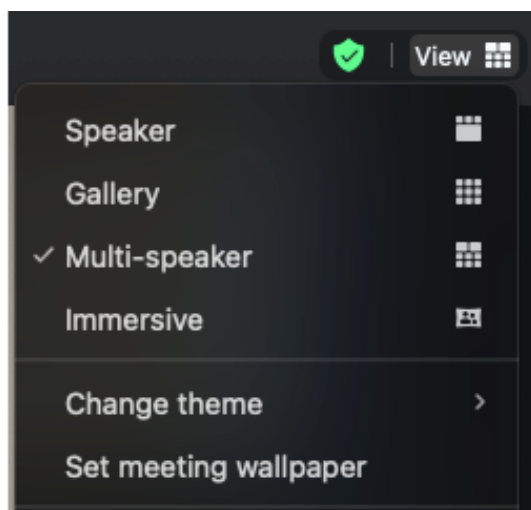 View
Speaker
Gallery
Multi-speaker
Immersive
Change theme
Set meeting wallpaper